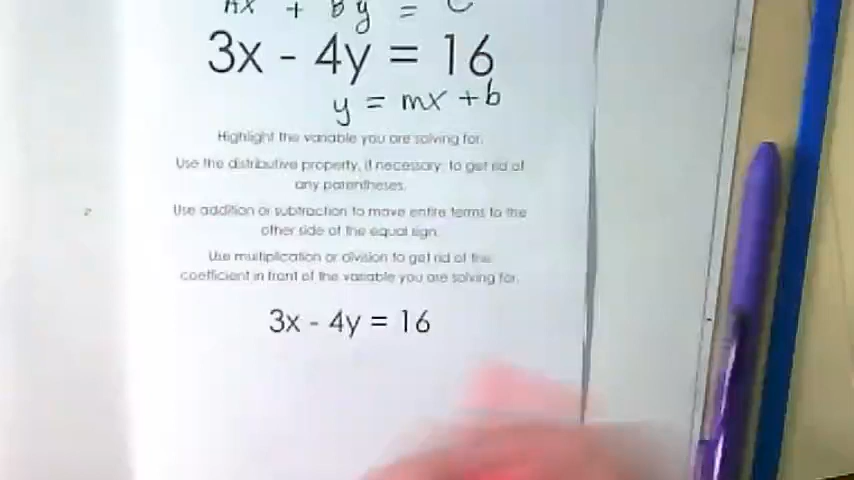 Ax + By = C
3x - 4y = 16
y = mx + b
Highlight the variable you are solving for.
Use the distributive property, if necessary, to get rid of
any parentheses.
Use addition or subtraction to move entire terms to the
other side of the equal sign.
Use multiplication or division to get rid of the
coefficient in front of the variable you are solving for.
3x - 4y = 16